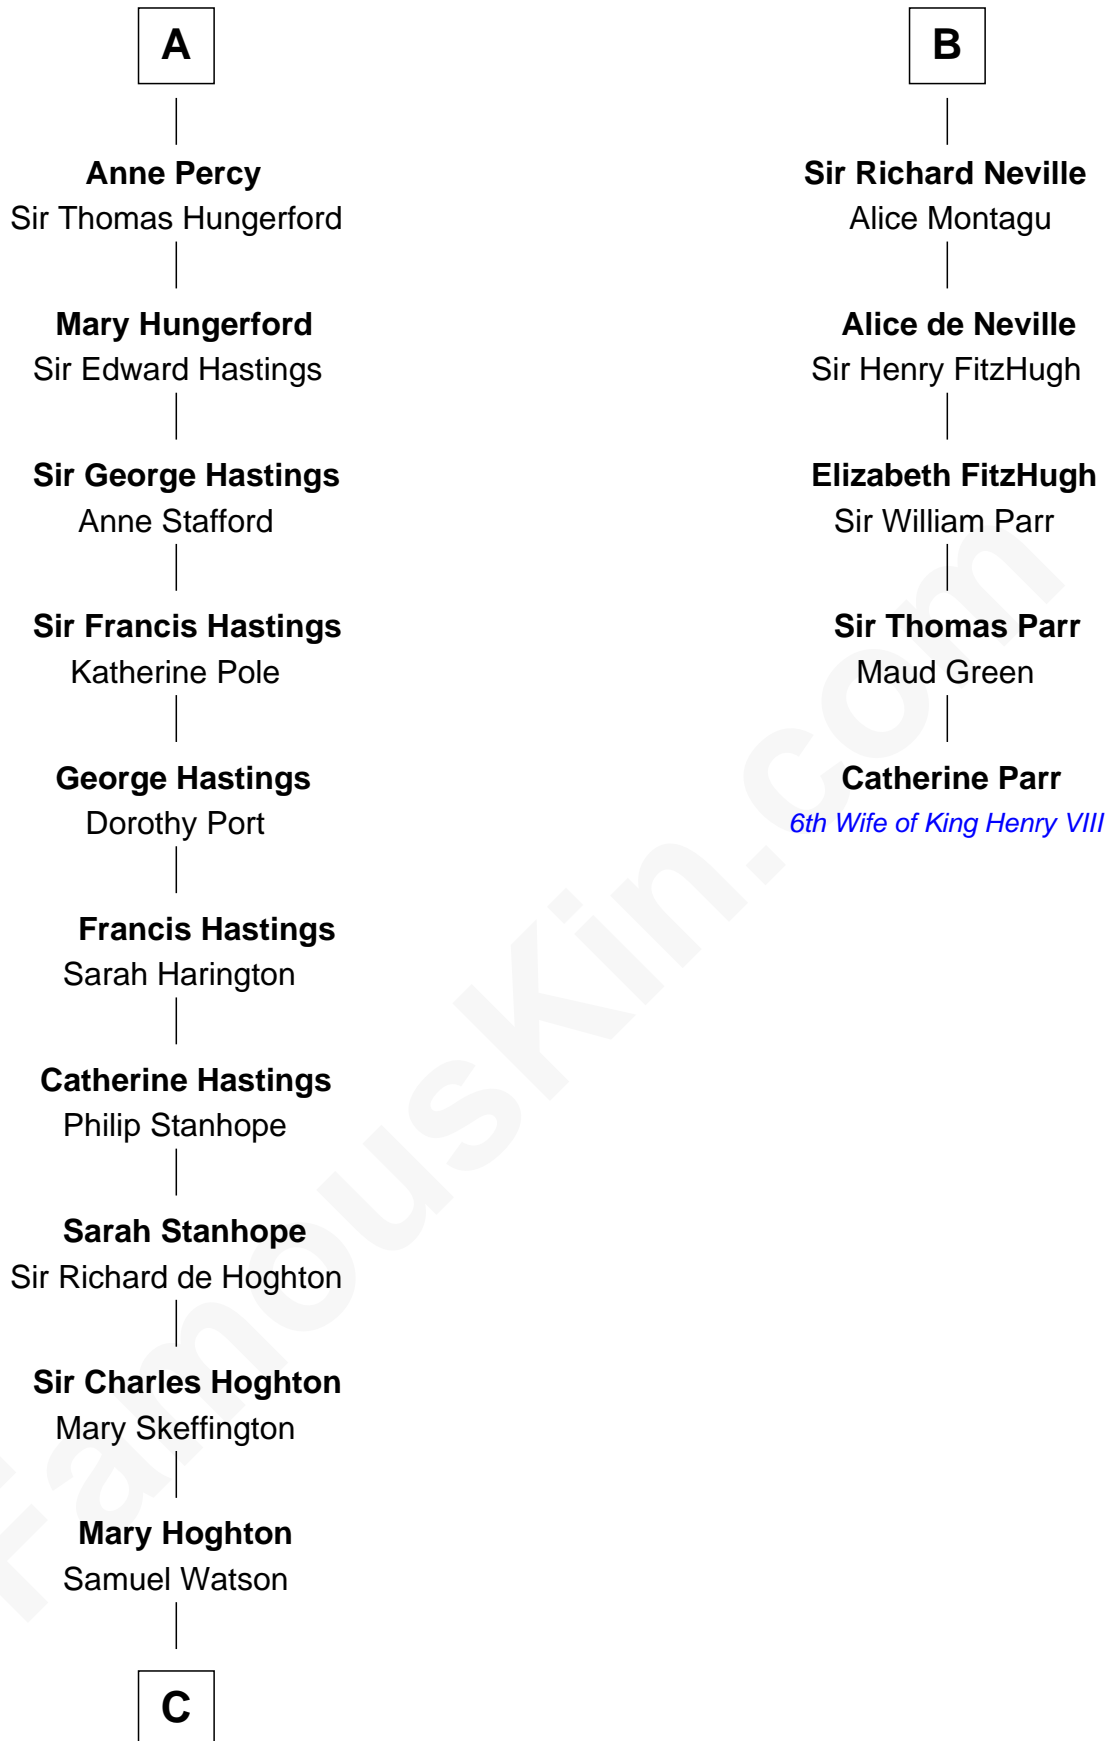 A
Anne Percy
Sir Thomas Hungerford
Mary Hungerford
Sir Edward Hastings
Sir George Hastings
Anne Stafford
Sir Francis Hastings
Katherine Pole
George Hastings
Dorothy Port
Francis Hastings
Sarah Harington
Catherine Hastings
Philip Stanhope
Sarah Stanhope
Sir Richard de Hoghton
Sir Charles Hoghton
Mary Skeffington
Mary Hoghton
Samuel Watson
C
B
Sir Richard Neville
Alice Montagu
Alice de Neville
Sir Henry FitzHugh
Elizabeth FitzHugh
Sir William Parr
Sir Thomas Parr
Maud Green
Catherine Parr
6th Wife of King Henry VIII
FamousKin.com